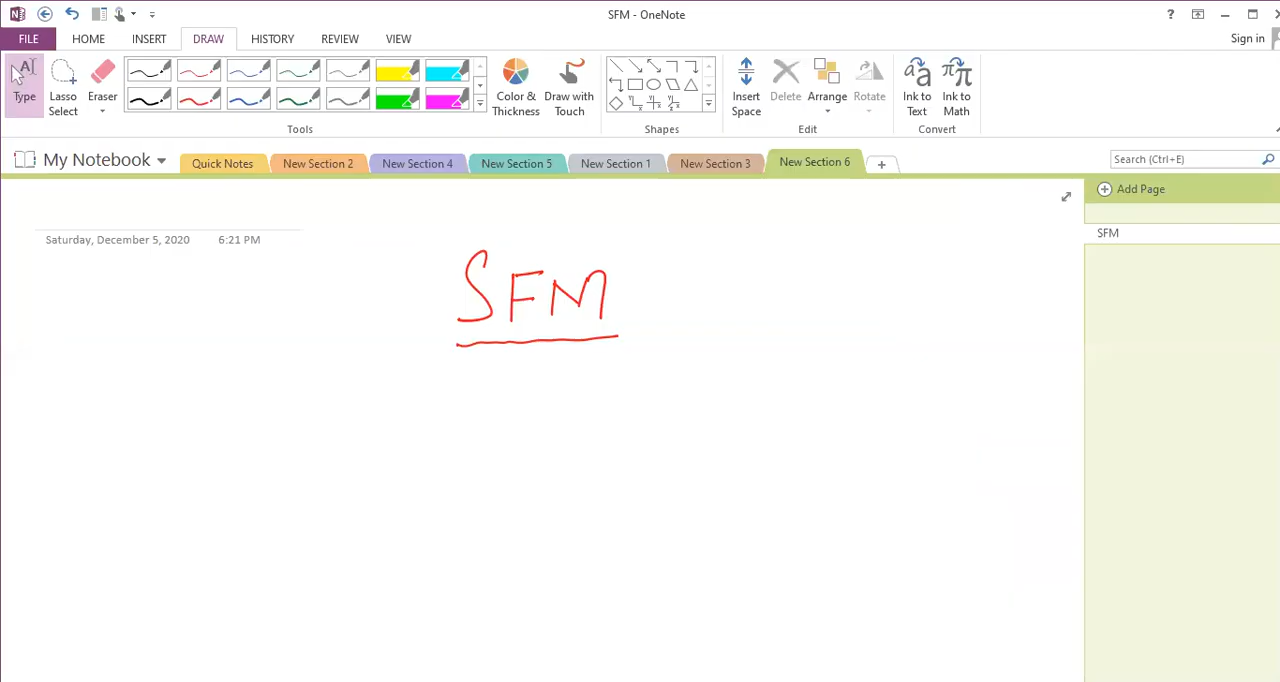 SFM - OneNote
?
FILE HOME INSERT DRAW HISTORY REVIEW VIEW Sign in
Type Lasso Select Eraser Color & Thickness Draw with Touch Insert Space Delete Arrange Rotate Ink to Text Ink to Math
Tools Shapes Edit Convert
My Notebook Quick Notes New Section 2 New Section 4 New Section 5 New Section 1 New Section 3 New Section 6 Search (Ctrl+E)
Add Page
SFM
Saturday, December 5, 2020 6:21 PM
SFM